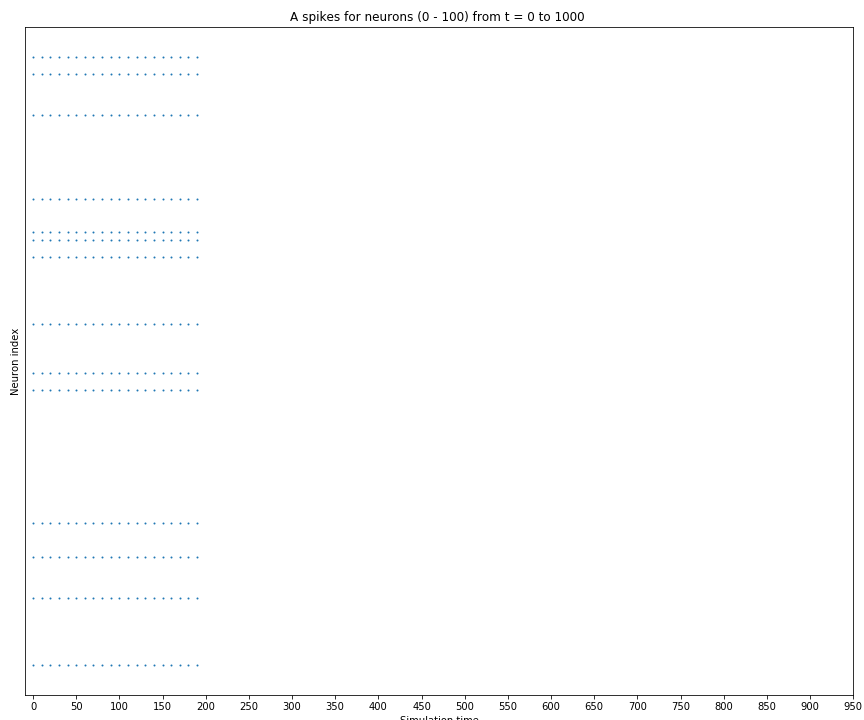 A spikes for neurons (0 - 100) from t = 0 to 1000
Neuron index
0 50 100 150 200 250 300 350 400 450 500 550 600 650 700 750 800 850 900 950
Simulation time